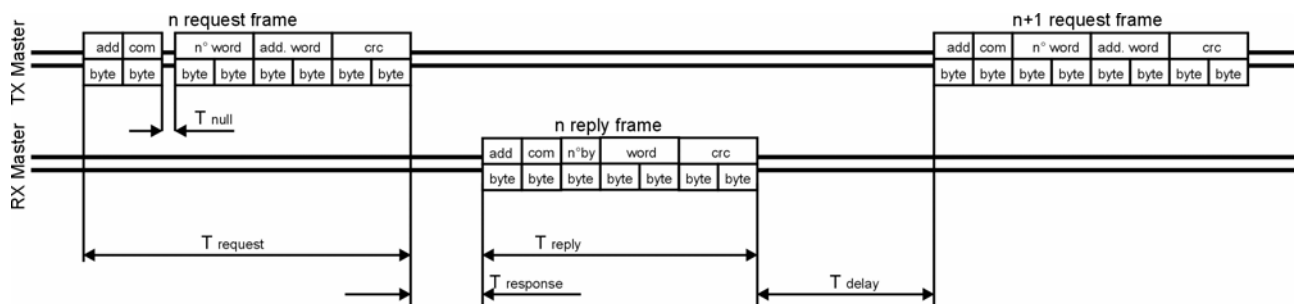 n request frame
n+1 request frame
TX Master
add com n° word add. word crc
add com n° word add. word crc
byte byte byte byte byte byte byte byte
byte byte byte byte byte byte byte byte
T null
n reply frame
RX Master
add com n°by word crc
byte byte byte byte byte byte byte
T request
T reply
T response
T delay